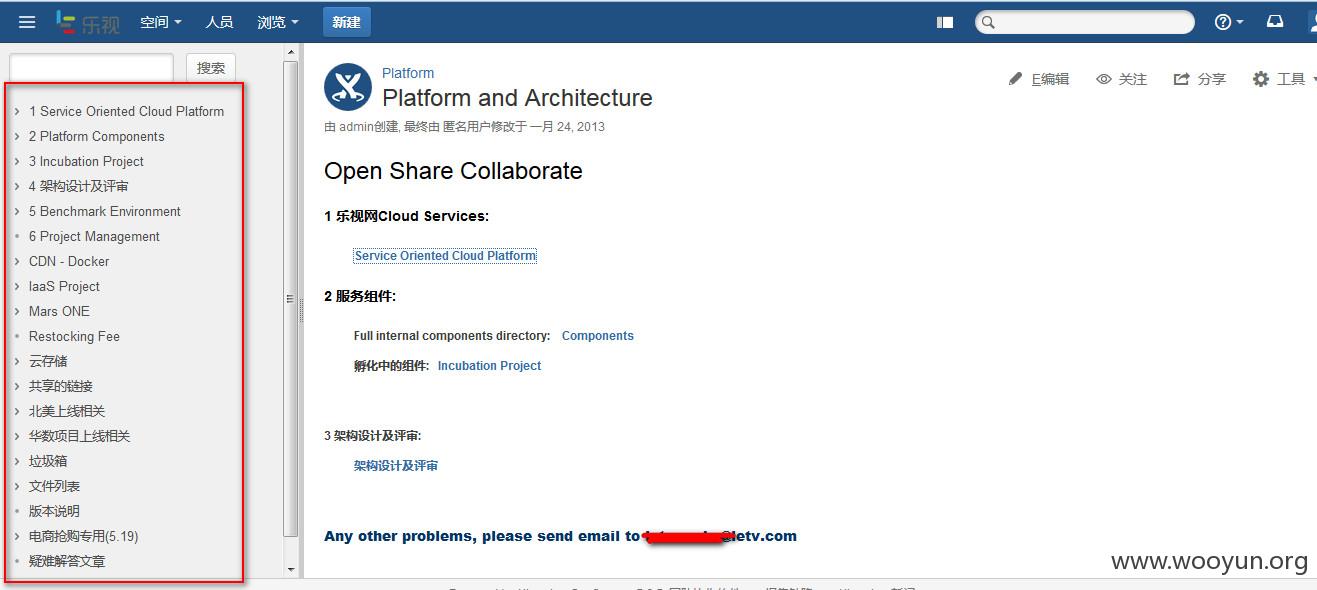 乐视 空间 人员 浏览 新建
搜索
1 Service Oriented Cloud Platform
2 Platform Components
3 Incubation Project
4 架构设计及评审
5 Benchmark Environment
6 Project Management
CDN - Docker
IaaS Project
Mars ONE
Restocking Fee
云存储
共享的链接
北美上线相关
华数项目上线相关
垃圾箱
文件列表
版本说明
电商抢购专用(5.19)
疑难解答文章
Platform
Platform and Architecture
E编辑 关注 分享 工具
由 admin创建, 最终由 匿名用户修改于 一月 24, 2013
Open Share Collaborate
1 乐视网Cloud Services:
Service Oriented Cloud Platform
2 服务组件:
Full internal components directory: Components
孵化中的组件: Incubation Project
3 架构设计及评审:
架构设计及评审
Any other problems, please send email to @letv.com
www.wooyun.org